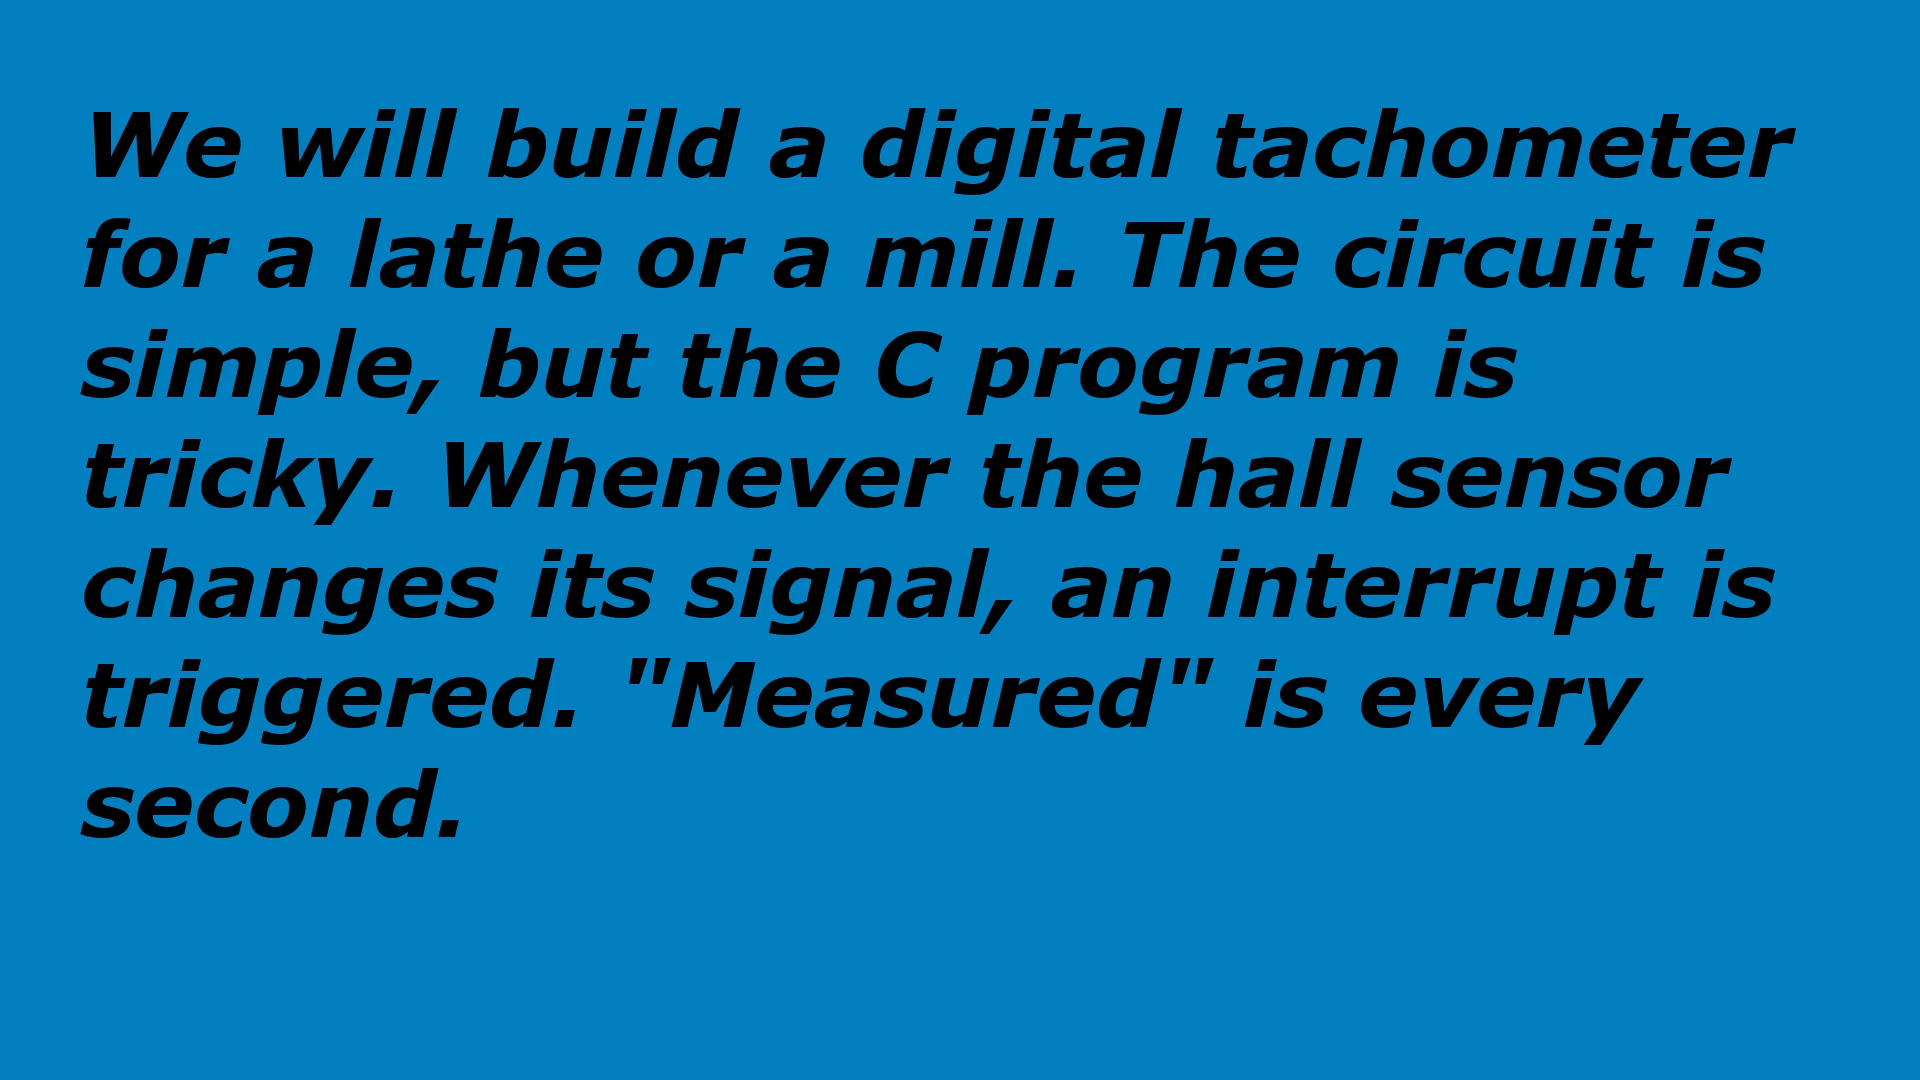 We will build a digital tachometer
for a lathe or a mill. The circuit is
simple, but the C program is
tricky. Whenever the hall sensor
changes its signal, an interrupt is
triggered. "Measured" is every
second.